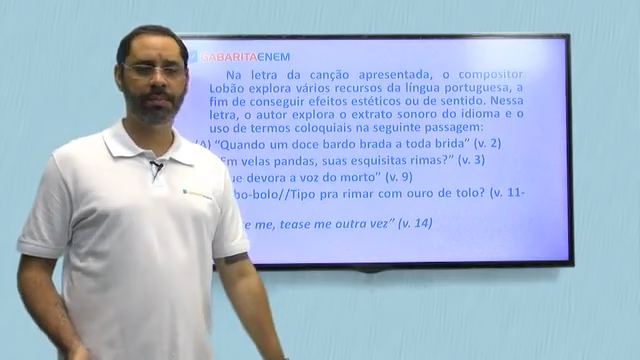 GABARITAENEM
Na letra da canção apresentada, o compositor
Lobão explora vários recursos da língua portuguesa, a
fim de conseguir efeitos estéticos ou de sentido. Nessa
letra, o autor explora o extrato sonoro do idioma e o
uso de termos coloquiais na seguinte passagem:
(A) “Quando um doce bardo brada a toda brida” (v. 2)
Em velas pandas, suas esquisitas rimas?” (v. 3)
devora a voz do morto” (v. 9)
bo-bolo//Tipo pra rimar com ouro de tolo? (v. 11-
me, tease me outra vez” (v. 14)